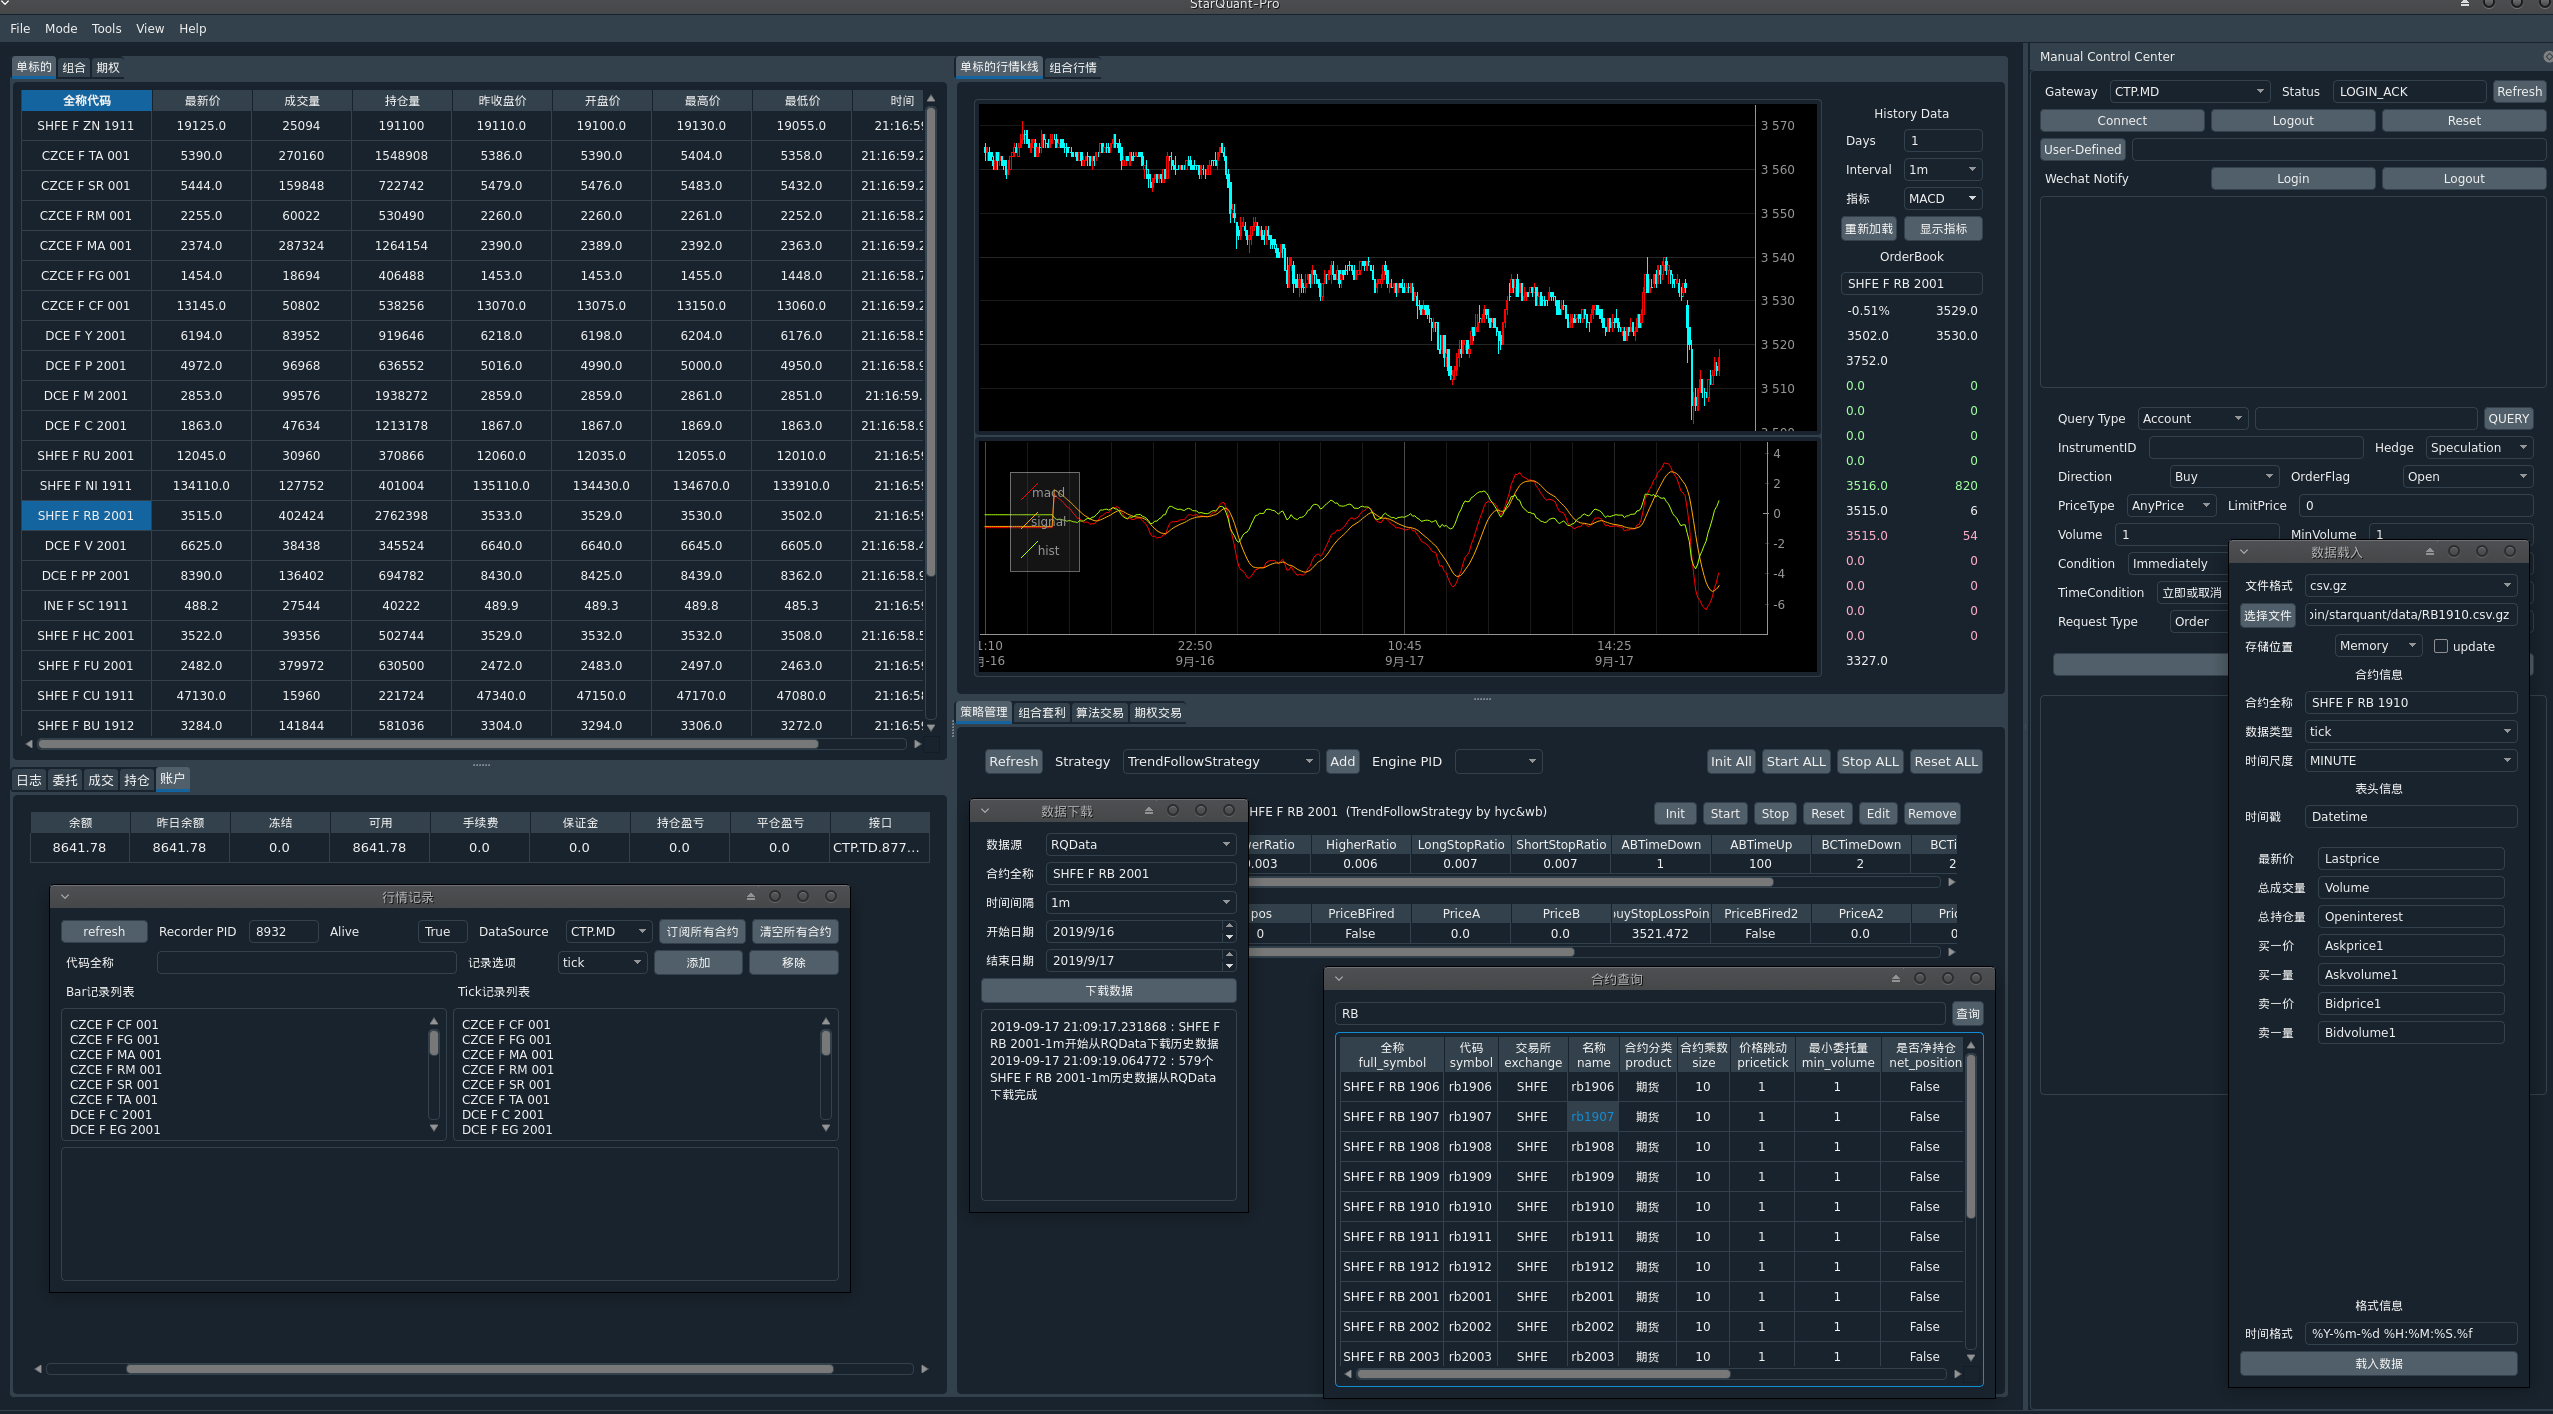 StarQuant-Pro
File Mode Tools View Help
单标的 组合 期权
全称代码 最新价 成交量 持仓量 昨收盘价 开盘价 最高价 最低价 时间
SHFE F ZN 1911 19125.0 25094 191100 19110.0 19100.0 19130.0 19055.0 21:16:59
CZCE F TA 001 5390.0 270160 1548908 5386.0 5390.0 5404.0 5358.0 21:16:59.2
CZCE F SR 001 5444.0 159848 722742 5479.0 5476.0 5483.0 5432.0 21:16:59.2
CZCE F RM 001 2255.0 60022 530490 2260.0 2260.0 2261.0 2252.0 21:16:58.2
CZCE F MA 001 2374.0 287324 1264154 2390.0 2389.0 2392.0 2363.0 21:16:59.2
CZCE F FG 001 1454.0 18694 406488 1453.0 1453.0 1455.0 1448.0 21:16:58.7
CZCE F CF 001 13145.0 50802 538256 13070.0 13075.0 13150.0 13060.0 21:16:59.2
DCE F Y 2001 6194.0 83952 919646 6218.0 6198.0 6204.0 6176.0 21:16:58.5
DCE F P 2001 4972.0 96968 636552 5016.0 4990.0 5000.0 4950.0 21:16:58.9
DCE F M 2001 2853.0 99576 1938272 2859.0 2859.0 2861.0 2851.0 21:16:59.
DCE F C 2001 1863.0 47634 1213178 1867.0 1867.0 1869.0 1863.0 21:16:58.9
SHFE F RU 2001 12045.0 30960 370866 12060.0 12035.0 12055.0 12010.0 21:16:59
SHFE F NI 1911 134110.0 127752 401004 135110.0 134430.0 134670.0 133910.0 21:16:59
SHFE F RB 2001 3515.0 402424 2762398 3533.0 3529.0 3530.0 3502.0 21:16:59
DCE F V 2001 6625.0 38438 345524 6640.0 6640.0 6645.0 6605.0 21:16:58.4
DCE F PP 2001 8390.0 136402 694782 8430.0 8425.0 8439.0 8362.0 21:16:58.9
INE F SC 1911 488.2 27544 40222 489.9 489.3 489.8 485.3 21:16:59
SHFE F HC 2001 3522.0 39356 502744 3529.0 3532.0 3532.0 3508.0 21:16:58.5
SHFE F FU 2001 2482.0 379972 630500 2472.0 2483.0 2497.0 2463.0 21:16:59
SHFE F CU 1911 47130.0 15960 221724 47340.0 47150.0 47170.0 47080.0 21:16:58
SHFE F BU 1912 3284.0 141844 581036 3304.0 3294.0 3306.0 3272.0 21:16:59
日志 委托 成交 持仓 账户
余额 昨日余额 冻结 可用 手续费 保证金 持仓盈亏 平仓盈亏 接口
8641.78 8641.78 0.0 8641.78 0.0 0.0 0.0 0.0 CTP.TD.877...
行情记录
refresh Recorder PID 8932 Alive True DataSource CTP.MD 订阅所有合约 清空所有合约
代码全称 记录选项 tick 添加 移除
Bar记录列表 Tick记录列表
CZCE F CF 001 CZCE F CF 001
CZCE F FG 001 CZCE F FG 001
CZCE F MA 001 CZCE F MA 001
CZCE F RM 001 CZCE F RM 001
CZCE F SR 001 CZCE F SR 001
CZCE F TA 001 CZCE F TA 001
DCE F C 2001 DCE F C 2001
DCE F EG 2001 DCE F EG 2001
单标的行情k线 组合行情
3 570
3 560
3 550
3 540
3 530
3 520
3 510
macd
signal
hist
4
2
0
-2
-4
-6
1:10 22:50 10:45 14:25
月-16 9月-16 9月-17 9月-17
History Data
Days 1
Interval 1m
指标 MACD
重新加载 显示指标
OrderBook
SHFE F RB 2001
-0.51% 3529.0
3502.0 3530.0
3752.0
0.0 0
0.0 0
0.0 0
0.0 0
3516.0 820
3515.0 6
3515.0 54
0.0 0
0.0 0
0.0 0
0.0 0
3327.0
策略管理 组合套利 算法交易 期权交易
Refresh Strategy TrendFollowStrategy Add Engine PID Init All Start ALL Stop ALL Reset ALL
HFE F RB 2001 (TrendFollowStrategy by hyc&wb) Init Start Stop Reset Edit Remove
verRatio HigherRatio LongStopRatio ShortStopRatio ABTimeDown ABTimeUp BCTimeDown BCTi
.003 0.006 0.007 0.007 1 100 2 2
pos PriceBFired PriceA PriceB buyStopLossPoin PriceBFired2 PriceA2 Pric
0 False 0.0 0.0 3521.472 False 0.0 0
数据下载
数据源 RQData
合约全称 SHFE F RB 2001
时间间隔 1m
开始日期 2019/9/16
结束日期 2019/9/17
下载数据
2019-09-17 21:09:17.231868 : SHFE F
RB 2001-1m开始从RQData下载历史数据
2019-09-17 21:09:19.064772 : 579个
SHFE F RB 2001-1m历史数据从RQData
下载完成
合约查询
RB 查询
全称 代码 交易所 名称 合约分类 合约乘数 价格跳动 最小委托量 是否净持仓
full_symbol symbol exchange name product size pricetick min_volume net_position
SHFE F RB 1906 rb1906 SHFE rb1906 期货 10 1 1 False
SHFE F RB 1907 rb1907 SHFE rb1907 期货 10 1 1 False
SHFE F RB 1908 rb1908 SHFE rb1908 期货 10 1 1 False
SHFE F RB 1909 rb1909 SHFE rb1909 期货 10 1 1 False
SHFE F RB 1910 rb1910 SHFE rb1910 期货 10 1 1 False
SHFE F RB 1911 rb1911 SHFE rb1911 期货 10 1 1 False
SHFE F RB 1912 rb1912 SHFE rb1912 期货 10 1 1 False
SHFE F RB 2001 rb2001 SHFE rb2001 期货 10 1 1 False
SHFE F RB 2002 rb2002 SHFE rb2002 期货 10 1 1 False
SHFE F RB 2003 rb2003 SHFE rb2003 期货 10 1 1 False
Manual Control Center
Gateway CTP.MD Status LOGIN_ACK Refresh
Connect Logout Reset
User-Defined
Wechat Notify Login Logout
Query Type Account QUERY
InstrumentID Hedge Speculation
Direction Buy OrderFlag Open
PriceType AnyPrice LimitPrice 0
Volume 1 MinVolume 1
Condition Immediately
TimeCondition 立即或取消
Request Type Order
数据载入
文件格式 csv.gz
选择文件 bin/starquant/data/RB1910.csv.gz
存储位置 Memory update
合约信息
合约全称 SHFE F RB 1910
数据类型 tick
时间尺度 MINUTE
表头信息
时间戳 Datetime
最新价 Lastprice
总成交量 Volume
总持仓量 Openinterest
买一价 Askprice1
买一量 Askvolume1
卖一价 Bidprice1
卖一量 Bidvolume1
格式信息
时间格式 %Y-%m-%d %H:%M:%S.%f
载入数据